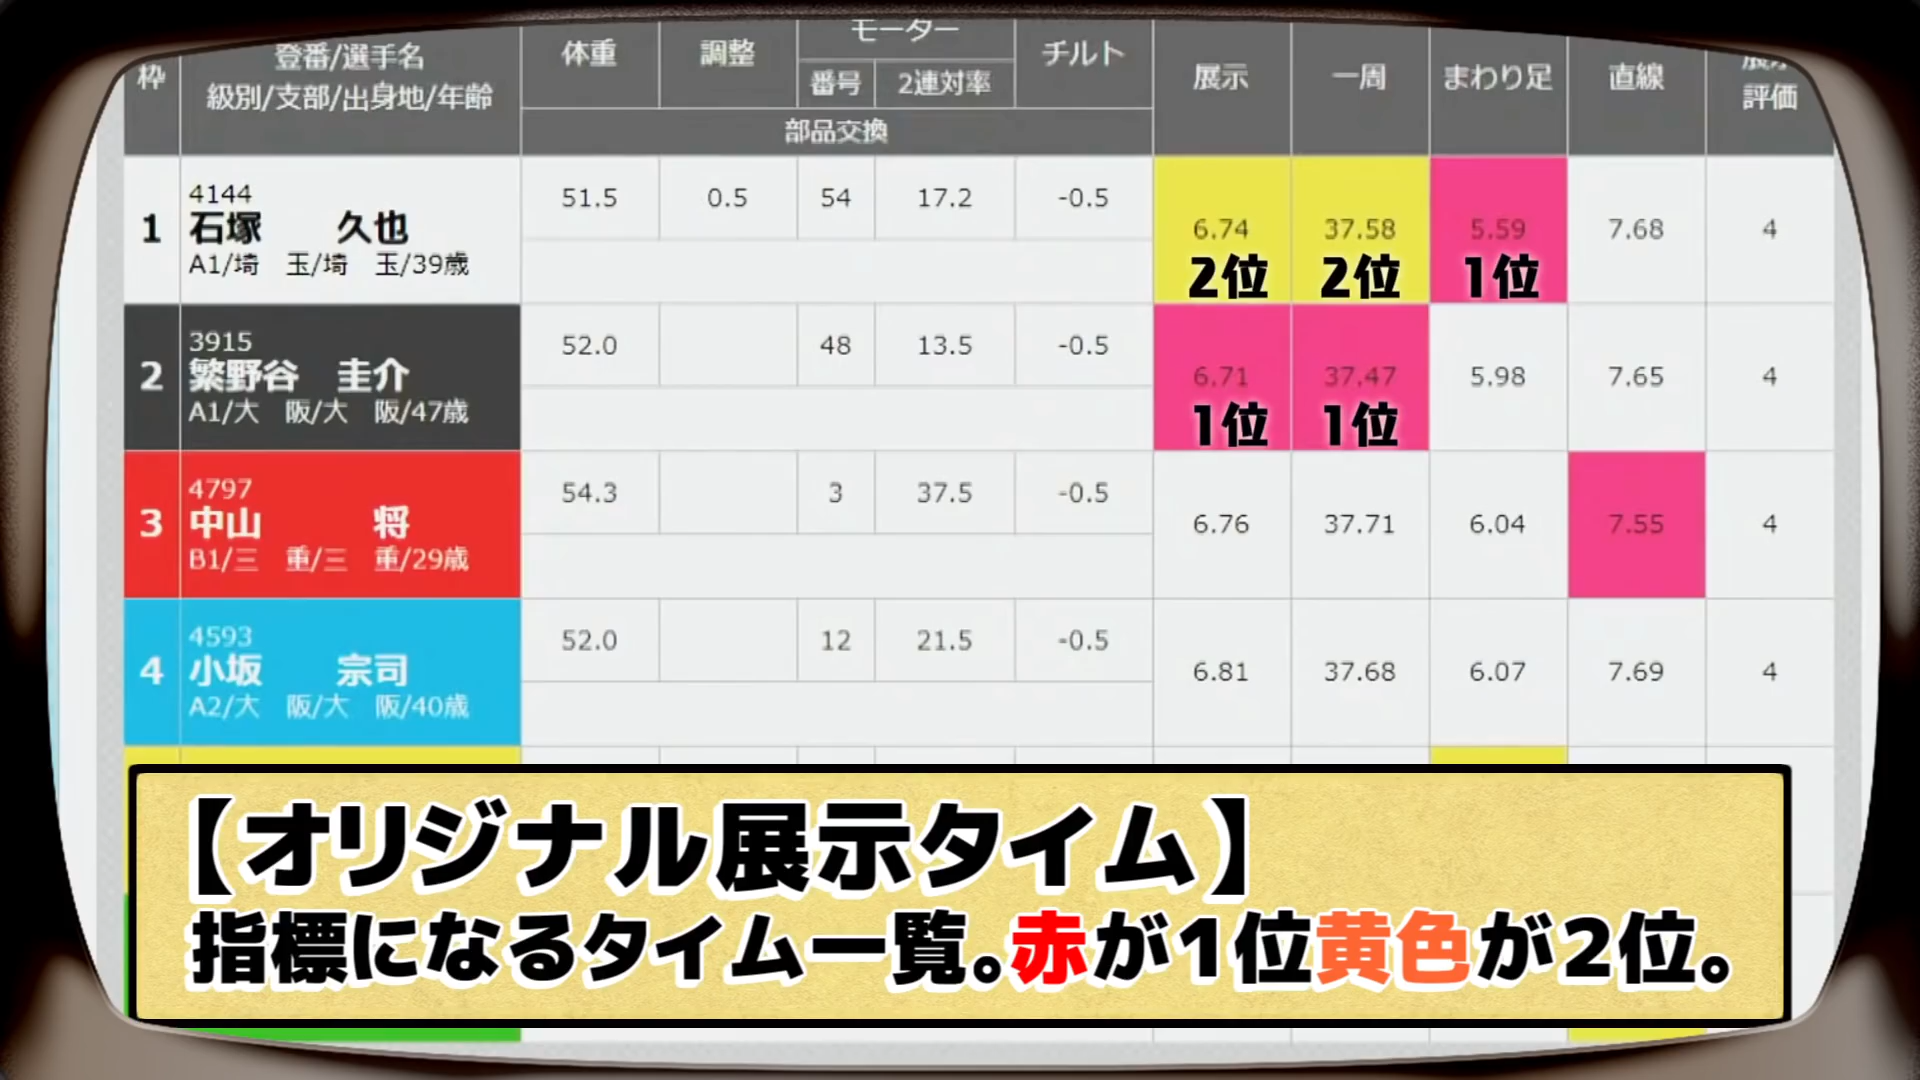 枠 登番/選手名 級別/支部/出身地/年齢 体重 調整 モーター 番号 2連対率 チルト 部品交換 展示 一周 まわり足 直線 展示評価
1 4144 51.5 0.5 54 17.2 -0.5
石塚 久也 6.74 37.58 5.59 7.68 4
A1/埼 玉/埼 玉/39歳 2位 2位 1位
2 3915 52.0 48 13.5 -0.5
繁野谷 圭介 6.71 37.47 5.98 7.65 4
A1/大 阪/大 阪/47歳 1位 1位
3 4797 54.3 3 37.5 -0.5
中山 将 6.76 37.71 6.04 7.55 4
B1/三 重/三 重/29歳
4 4593 52.0 12 21.5 -0.5
小坂 宗司 6.81 37.68 6.07 7.69 4
A2/大 阪/大 阪/40歳
【オリジナル展示タイム】
指標になるタイム一覧。赤が1位黄色が2位。